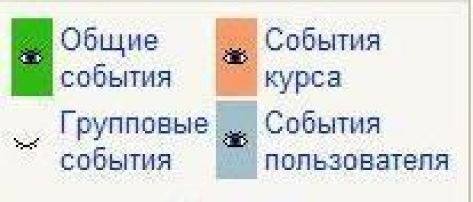 Общие
события
События
курса
Групповые
события
События
пользователя